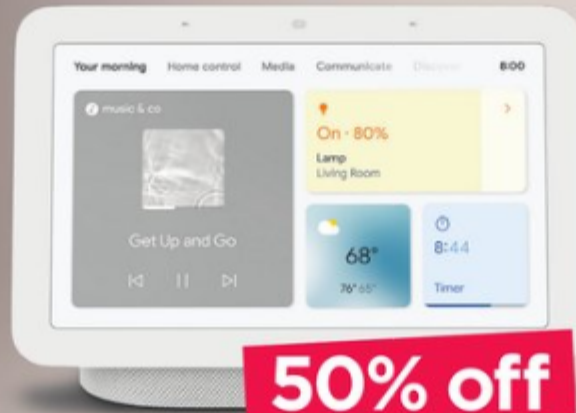 Your morning Home control Media Communicate Discover 8:00
music & co
Get Up and Go
On · 80%
Lamp
Living Room
68°
76° 65°
8:44
Timer
50% off